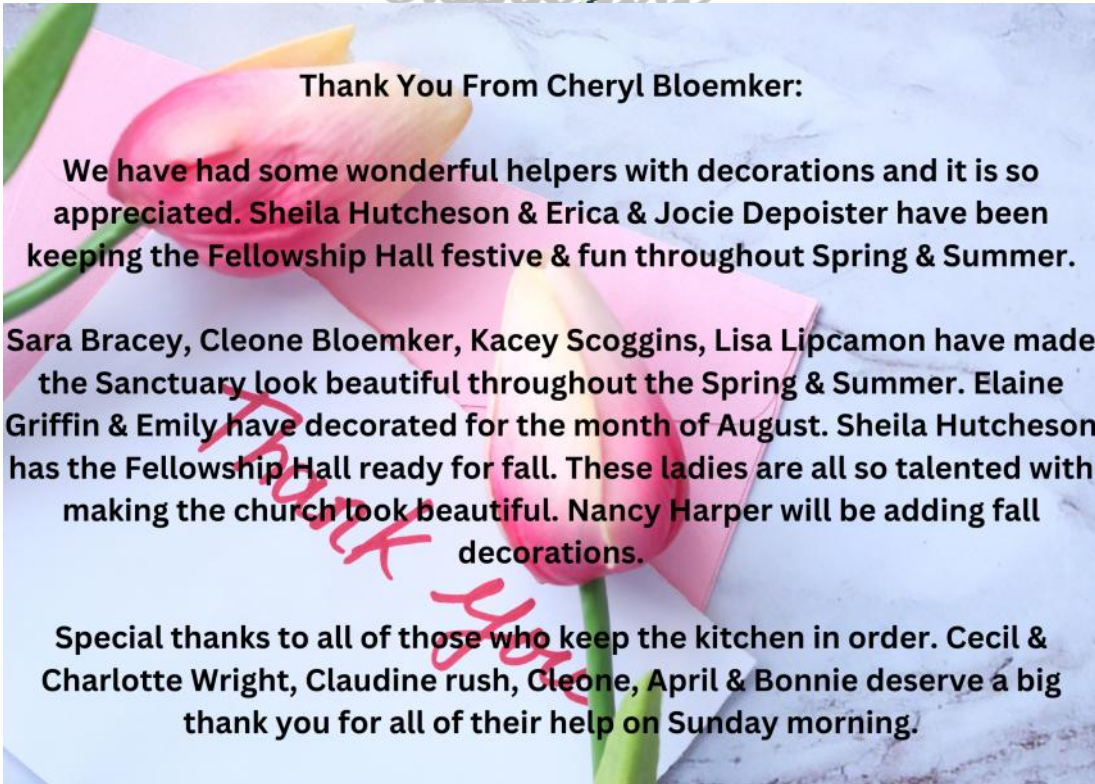 Thank You From Cheryl Bloemker:
We have had some wonderful helpers with decorations and it is so
appreciated. Sheila Hutcheson & Erica & Jocie Depoister have been
keeping the Fellowship Hall festive & fun throughout Spring & Summer.
Sara Bracey, Cleone Bloemker, Kacey Scoggins, Lisa Lipcamon have made
the Sanctuary look beautiful throughout the Spring & Summer. Elaine
Griffin & Emily have decorated for the month of August. Sheila Hutcheson
has the Fellowship Hall ready for fall. These ladies are all so talented with
making the church look beautiful. Nancy Harper will be adding fall
decorations.
Special thanks to all of those who keep the kitchen in order. Cecil &
Charlotte Wright, Claudine rush, Cleone, April & Bonnie deserve a big
thank you for all of their help on Sunday morning.
Thank you